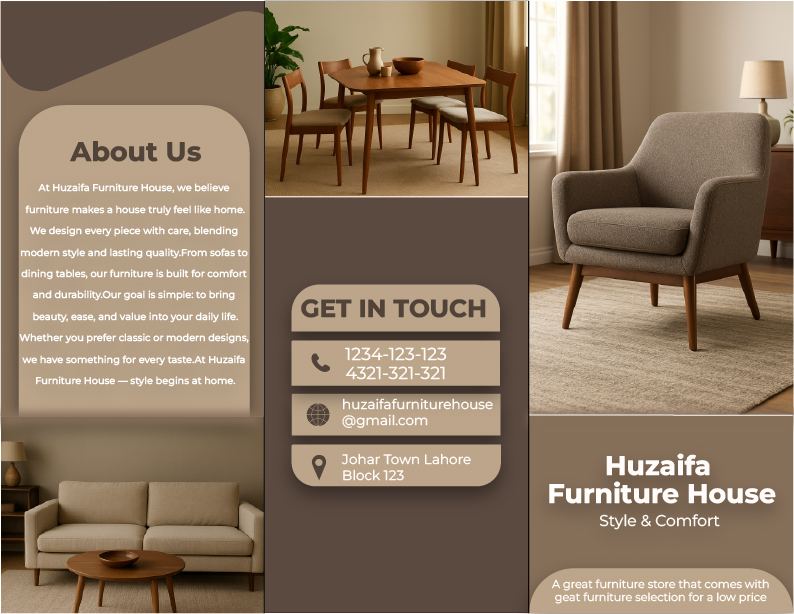 About Us
At Huzaifa Furniture House, we believe
furniture makes a house truly feel like home.
We design every piece with care, blending
modern style and lasting quality.From sofas to
dining tables, our furniture is built for comfort
and durability.Our goal is simple: to bring
beauty, ease, and value into your daily life.
Whether you prefer classic or modern designs,
we have something for every taste.At Huzaifa
Furniture House — style begins at home.
GET IN TOUCH
1234-123-123
4321-321-321
huzaifafurniturehouse
@gmail.com
Johar Town Lahore
Block 123
Huzaifa
Furniture House
Style & Comfort
A great furniture store that comes with
geat furniture selection for a low price